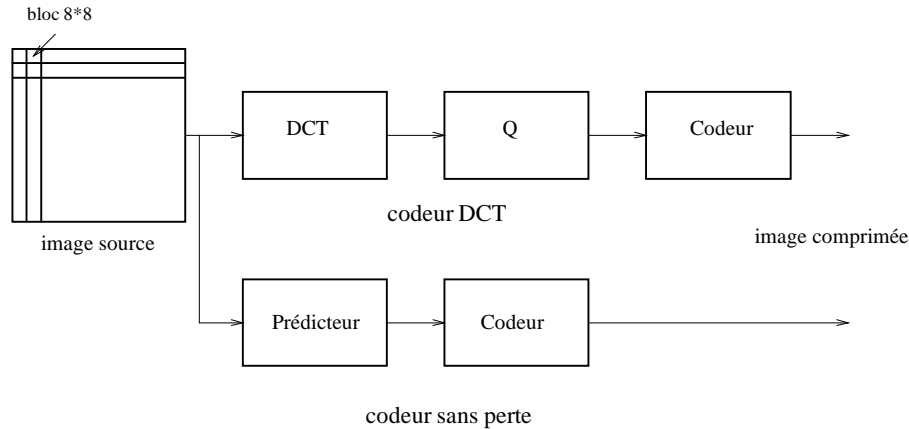 bloc 8*8
DCT
Q
Codeur
codeur DCT
image source
image comprimée
Prédicteur
Codeur
codeur sans perte